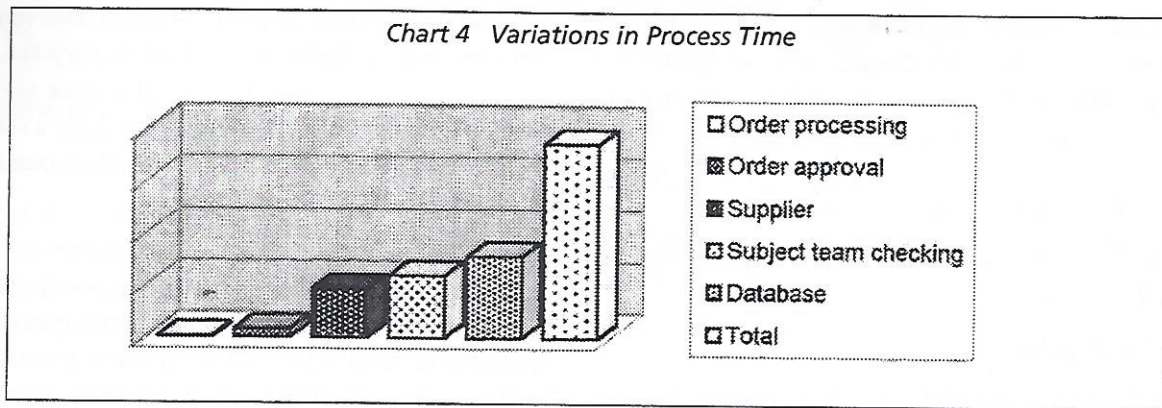 Chart 4 Variations in Process Time
Order processing
Order approval
Supplier
Subject team checking
Database
Total